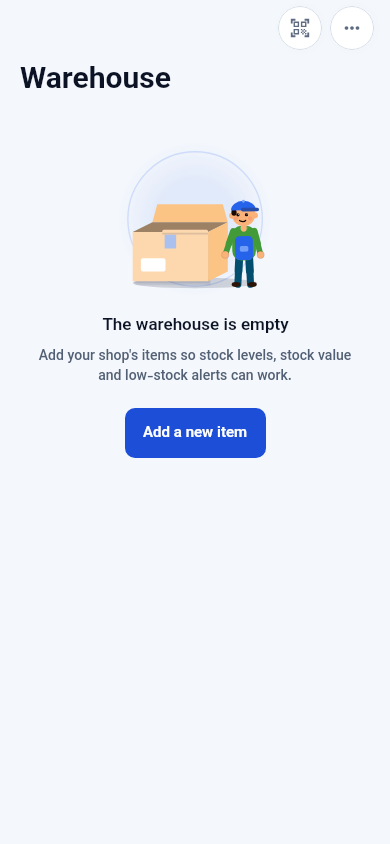 Warehouse
The warehouse is empty
Add your shop's items so stock levels, stock value
and low-stock alerts can work.
Add a new item